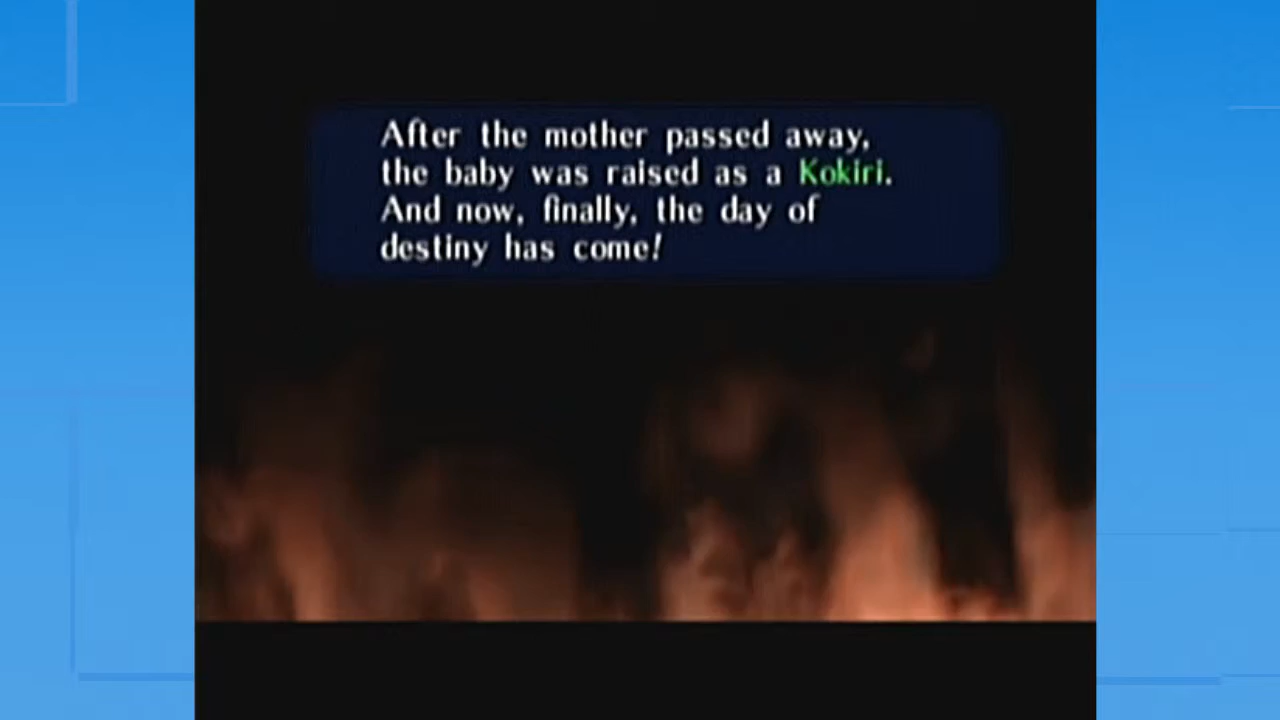 After the mother passed away,
the baby was raised as a Kokiri.
And now, finally, the day of
destiny has come!